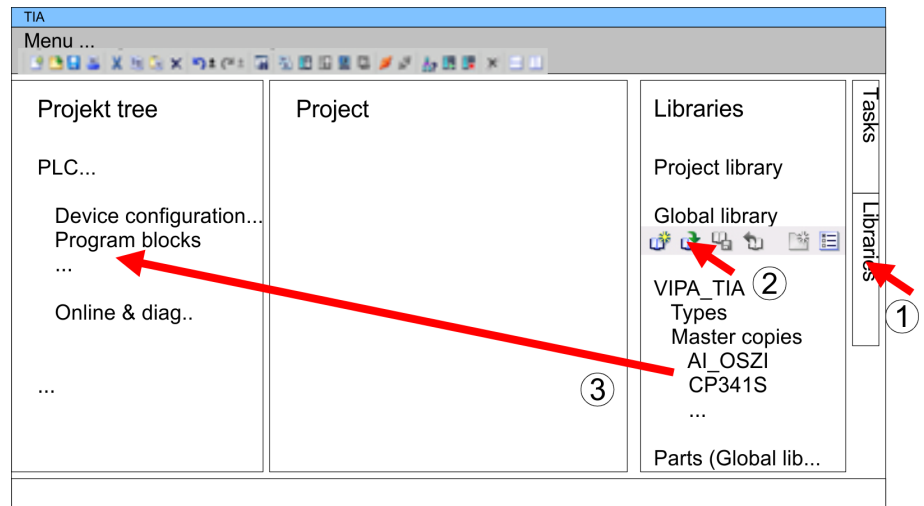 TIA
Menu ...
Projekt tree
PLC...
Device configuration...
Program blocks
...
Online & diag..
...
Project
3
Libraries
Project library
Global library
2
VIPA_TIA
Types
Master copies
AI_OSZI
CP341S
...
Parts (Global lib...
Tasks
Libraries
1